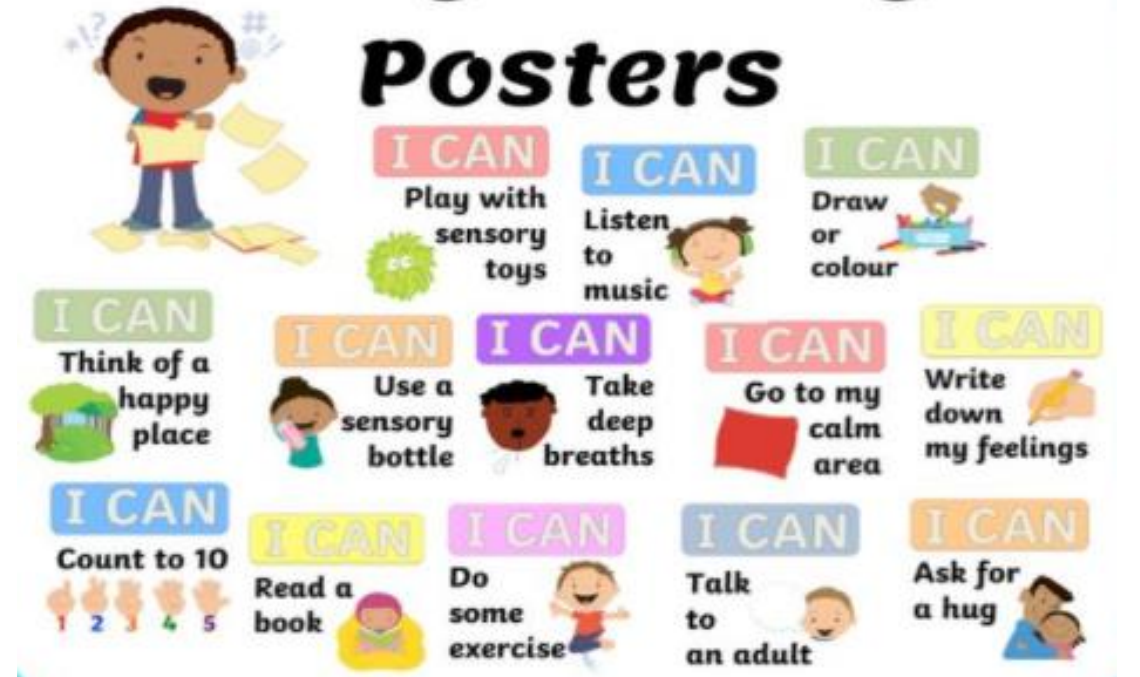 Posters
I CAN
Play with
sensory
toys
I CAN
Listen
to
music
I CAN
Draw
or
colour
I CAN
Think of a
happy
place
I CAN
Use a
sensory
bottle
I CAN
Take
deep
breaths
I CAN
Go to my
calm
area
I CAN
Write
down
my feelings
I CAN
Count to 10
1 2 3 4 5
I CAN
Read a
book
I CAN
Do
some
exercise
I CAN
Talk
to
an adult
I CAN
Ask for
a hug